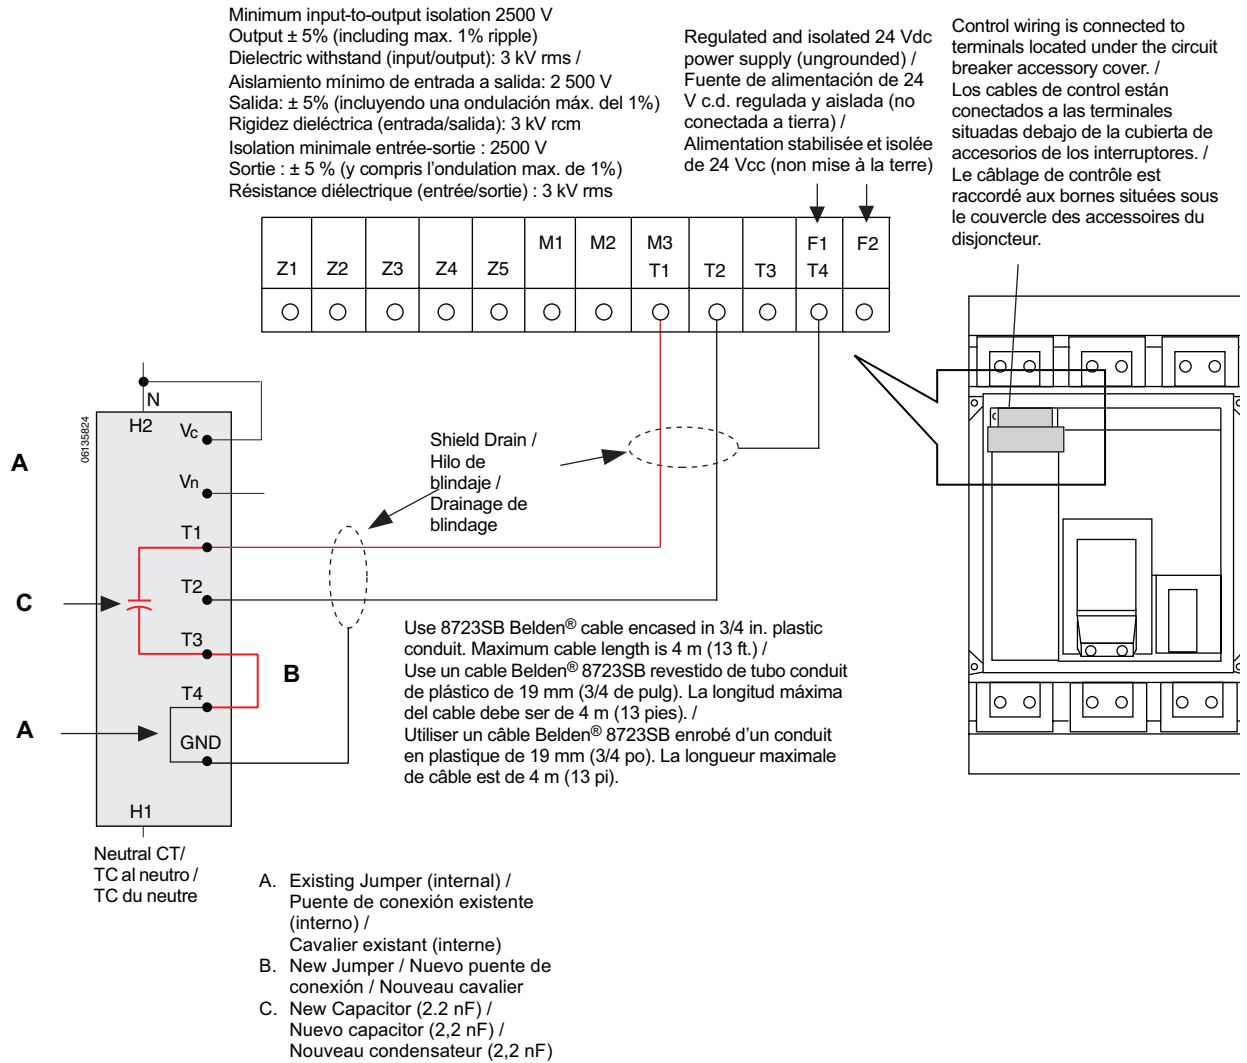 Minimum input-to-output isolation 2500 V
Output ± 5% (including max. 1% ripple)
Dielectric withstand (input/output): 3 kV rms /
Aislamiento mínimo de entrada a salida: 2 500 V
Salida: ± 5% (incluyendo una ondulación máx. del 1%)
Rigidez dieléctrica (entrada/salida): 3 kV rcm
Isolation minimale entrée-sortie : 2500 V
Sortie : ± 5 % (y compris l’ondulation max. de 1%)
Résistance diélectrique (entrée/sortie) : 3 kV rms
Regulated and isolated 24 Vdc
power supply (ungrounded) /
Fuente de alimentación de 24
V c.d. regulada y aislada (no
conectada a tierra) /
Alimentation stabilisée et isolée
de 24 Vcc (non mise à la terre)
Control wiring is connected to
terminals located under the circuit
breaker accessory cover. /
Los cables de control están
conectados a las terminales
situadas debajo de la cubierta de
accesorios de los interruptores. /
Le câblage de contrôle est
raccordé aux bornes situées sous
le couvercle des accessoires du
disjoncteur.
M1 M2 M3 F1 F2
Z1 Z2 Z3 Z4 Z5 T1 T2 T3 T4
N
H2
06135824
Vc
A
Vn
T1
C
T2
T3
B
T4
A
GND
H1
Shield Drain /
Hilo de
blindaje /
Drainage de
blindage
Use 8723SB Belden® cable encased in 3/4 in. plastic
conduit. Maximum cable length is 4 m (13 ft.) /
Use un cable Belden® 8723SB revestido de tubo conduit
de plástico de 19 mm (3/4 de pulg). La longitud máxima
del cable debe ser de 4 m (13 pies). /
Utiliser un câble Belden® 8723SB enrobé d’un conduit
en plastique de 19 mm (3/4 po). La longueur maximale
de câble est de 4 m (13 pi).
Neutral CT/
TC al neutro /
TC du neutre
A. Existing Jumper (internal) /
Puente de conexión existente
(interno) /
Cavalier existant (interne)
B. New Jumper / Nuevo puente de
conexión / Nouveau cavalier
C. New Capacitor (2.2 nF) /
Nuevo capacitor (2,2 nF) /
Nouveau condensateur (2,2 nF)